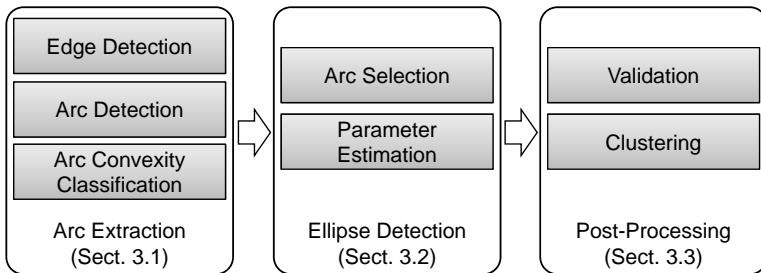 Edge Detection
Arc Detection
Arc Convexity
Classification
Arc Extraction
(Sect. 3.1)
Arc Selection
Parameter
Estimation
Ellipse Detection
(Sect. 3.2)
Validation
Clustering
Post-Processing
(Sect. 3.3)